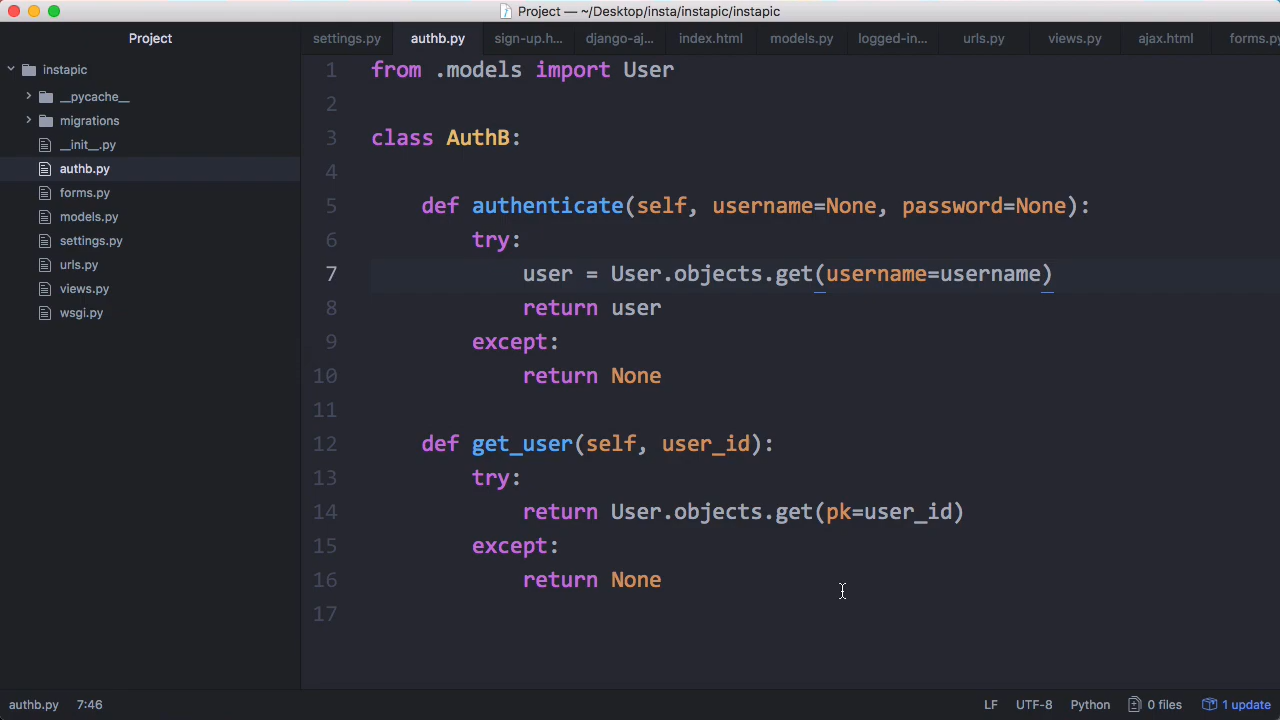 Project — ~/Desktop/insta/instapic/instapic
Project
settings.py authb.py sign-up.h... django-aj... index.html models.py logged-in... urls.py views.py ajax.html forms.py
instapic
__pycache__
migrations
__init__.py
authb.py
forms.py
models.py
settings.py
urls.py
views.py
wsgi.py
1 from .models import User
2
3 class AuthB:
4
5 def authenticate(self, username=None, password=None):
6 try:
7 user = User.objects.get(username=username)
8 return user
9 except:
10 return None
11
12 def get_user(self, user_id):
13 try:
14 return User.objects.get(pk=user_id)
15 except:
16 return None
17
authb.py 7:46 LF UTF-8 Python 0 files 1 update